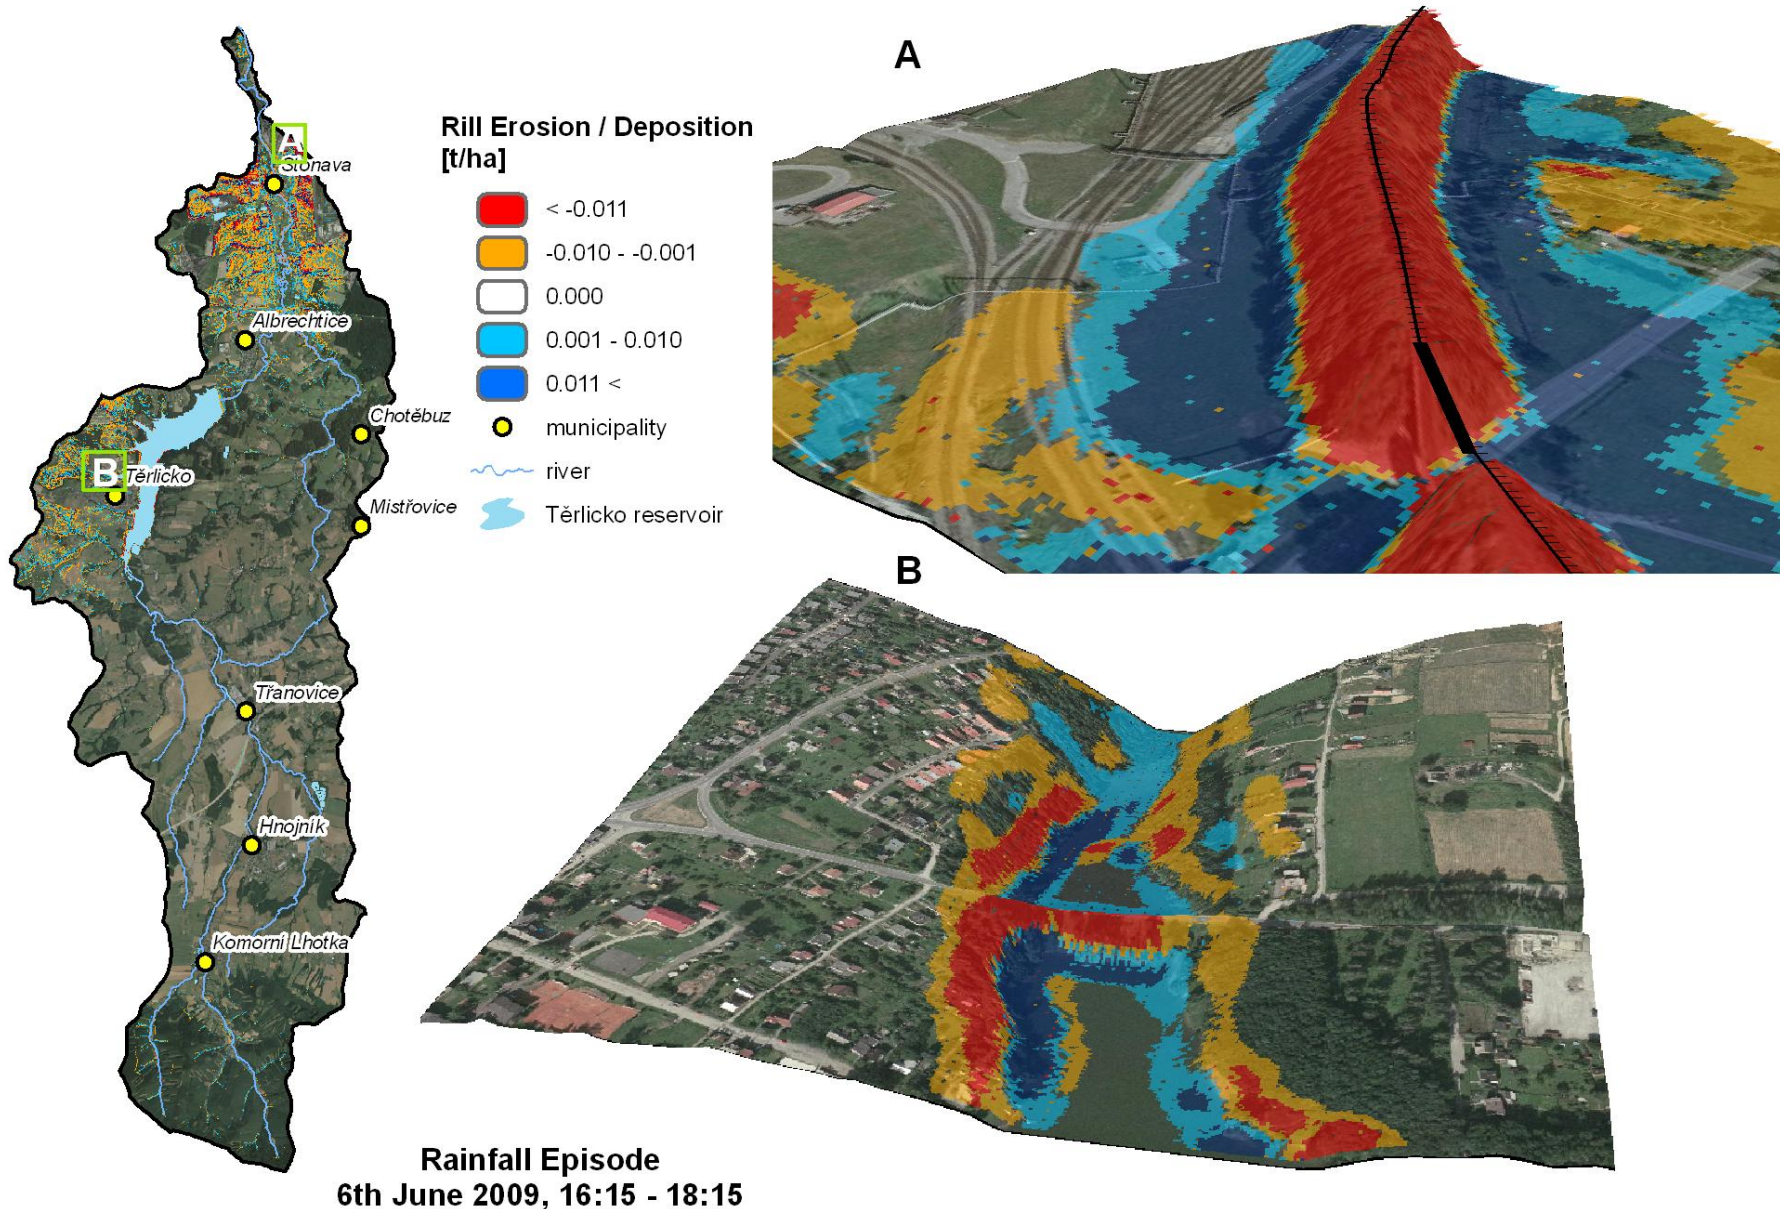 A
Stonava
Albrechtice
Chotěbuz
B
Těrlicko
Mistřovice
Třanovice
Hnojník
Komorní Lhotka
Rill Erosion / Deposition
[t/ha]
< -0.011
-0.010 - -0.001
0.000
0.001 - 0.010
0.011 <
municipality
river
Těrlicko reservoir
A
B
Rainfall Episode
6th June 2009, 16:15 - 18:15